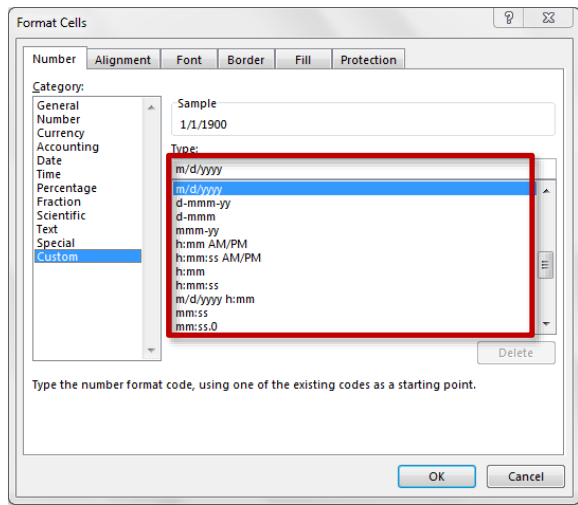 Format Cells
Number Alignment Font Border Fill Protection
Category:
General
Number
Currency
Accounting
Date
Time
Percentage
Fraction
Scientific
Text
Special
Custom
Sample
1/1/1900
Type:
m/d/yyyy
m/d/yyyy
d-mmm-yy
d-mmm
mmm-yy
h:mm AM/PM
h:mm:ss AM/PM
h:mm
h:mm:ss
m/d/yyyy h:mm
mm:ss
mm:ss.0
Delete
Type the number format code, using one of the existing codes as a starting point.
OK Cancel